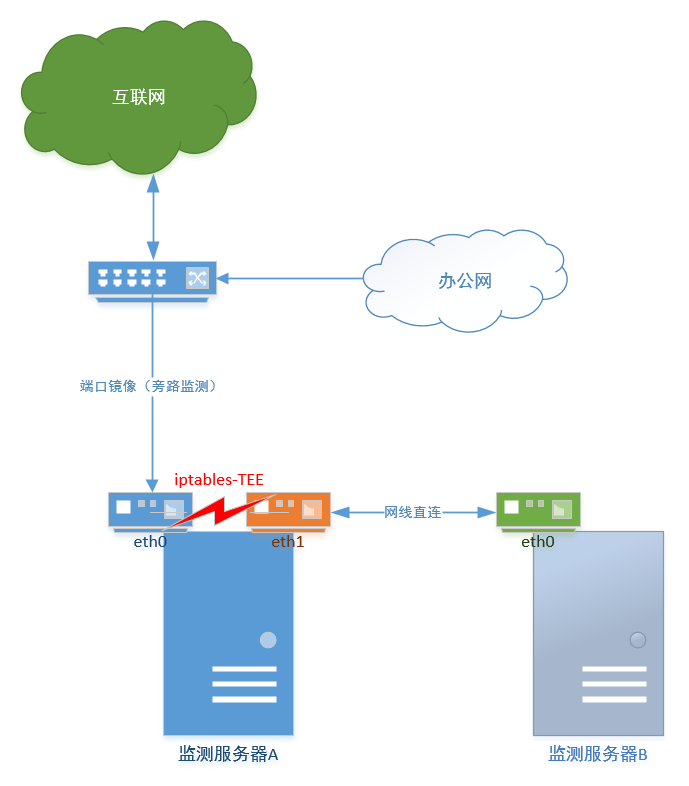 互联网
办公网
端口镜像（旁路监测）
iptables-TEE
网线直连
eth0
eth1
eth0
监测服务器A
监测服务器B